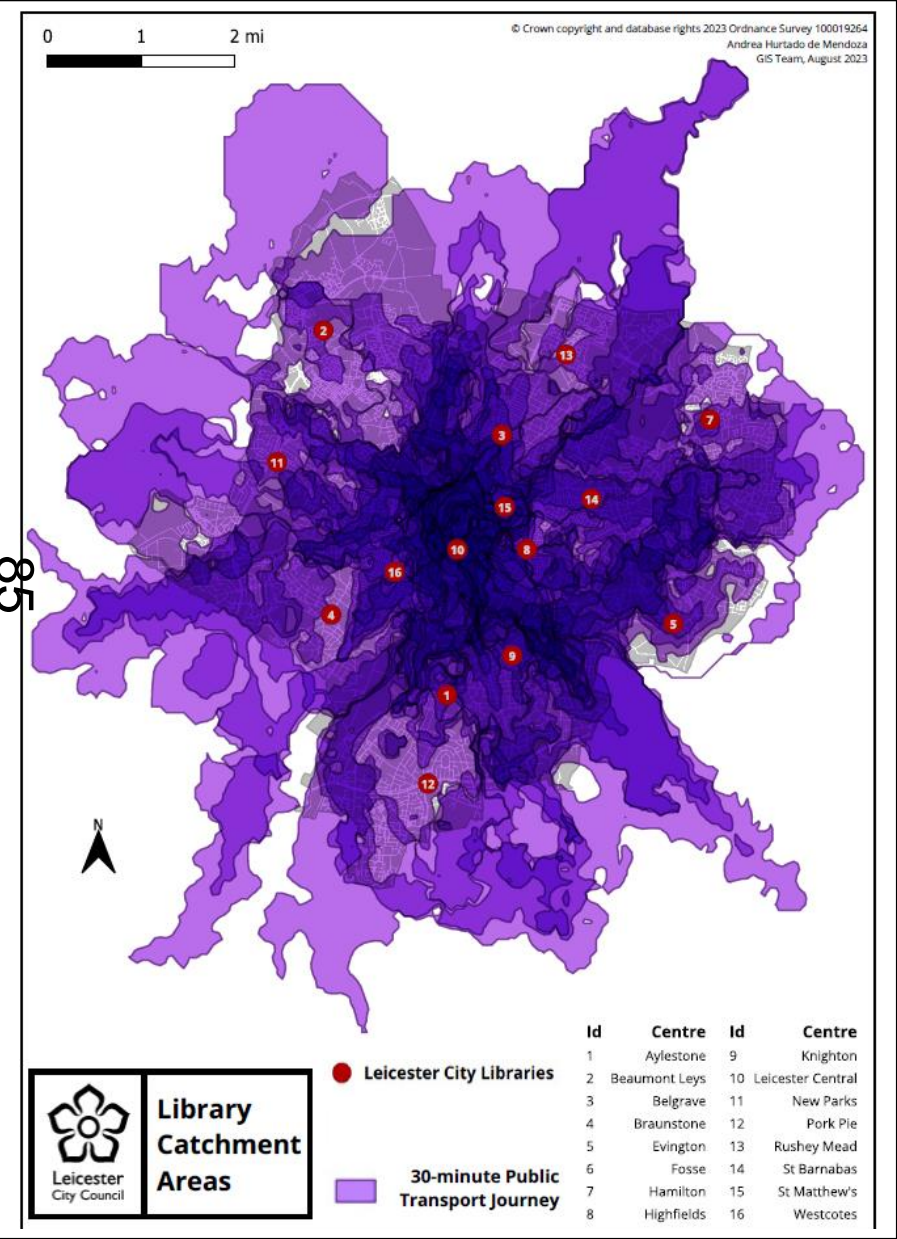 0 1 2 mi
© Crown copyright and database rights 2023 Ordnance Survey 100019264
Andrea Hurtado de Mendoza
GIS Team, August 2023
2
13
7
3
11
14
15
10
8
16
4
5
9
1
12
85
N
Id Centre Id Centre
1 Aylestone 9 Knighton
2 Beaumont Leys 10 Leicester Central
3 Belgrave 11 New Parks
4 Braunstone 12 Pork Pie
5 Evington 13 Rushey Mead
6 Fosse 14 St Barnabas
7 Hamilton 15 St Matthew's
8 Highfields 16 Westcotes
Leicester City Libraries
30-minute Public
Transport Journey
Leicester
City Council
Library
Catchment
Areas